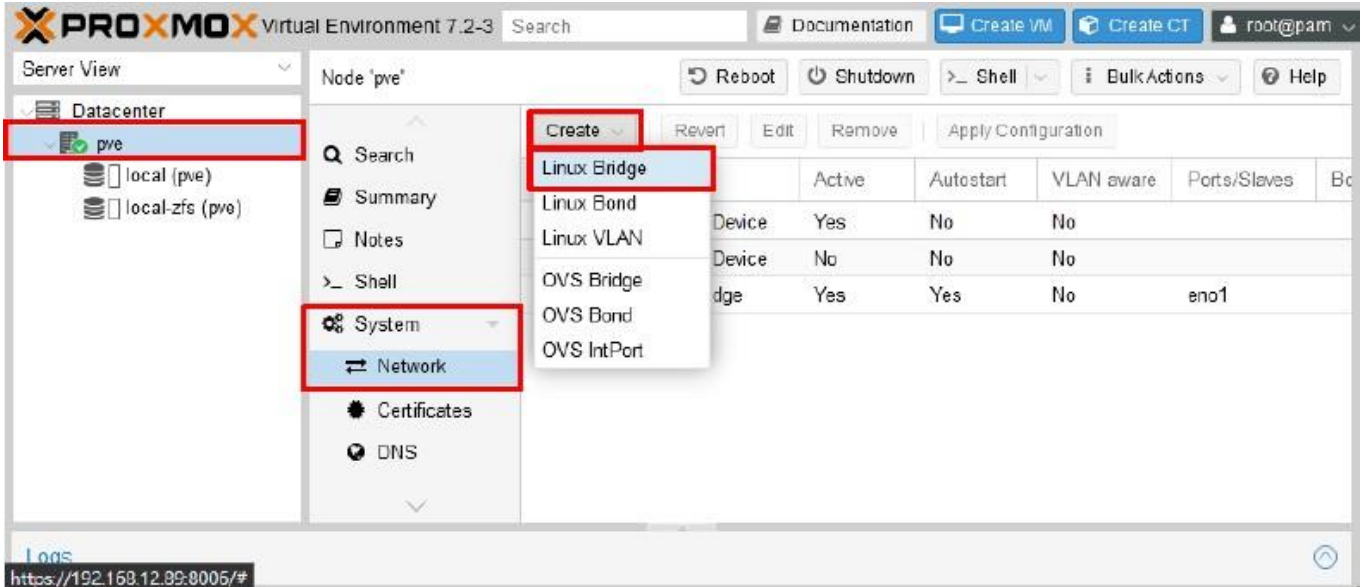 PROXMOX Virtual Environment 7.2-3 Search Documentation Create VM Create CT root@pam
Server View
Node 'pve' Reboot Shutdown >_ Shell Bulk Actions Help
Datacenter
pve
local (pve)
local-zfs (pve)
Search
Summary
Notes
>_ Shell
System
Network
Certificates
DNS
Create Revert Edit Remove Apply Configuration
Linux Bridge
Linux Bond
Linux VLAN
OVS Bridge
OVS Bond
OVS IntPort
Active Autostart VLAN aware Ports/Slaves Bo
Device Yes No No
Device No No No
dge Yes Yes No eno1
Logs
https://192.168.12.89:8006/#